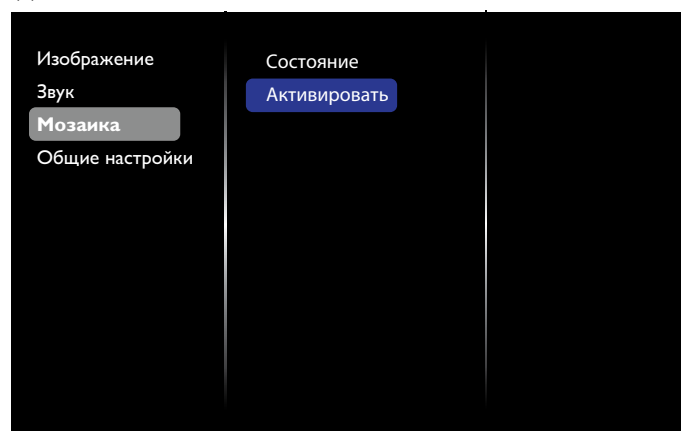 Изображение
Звук
Мозаика
Общие настройки
Состояние
Активировать